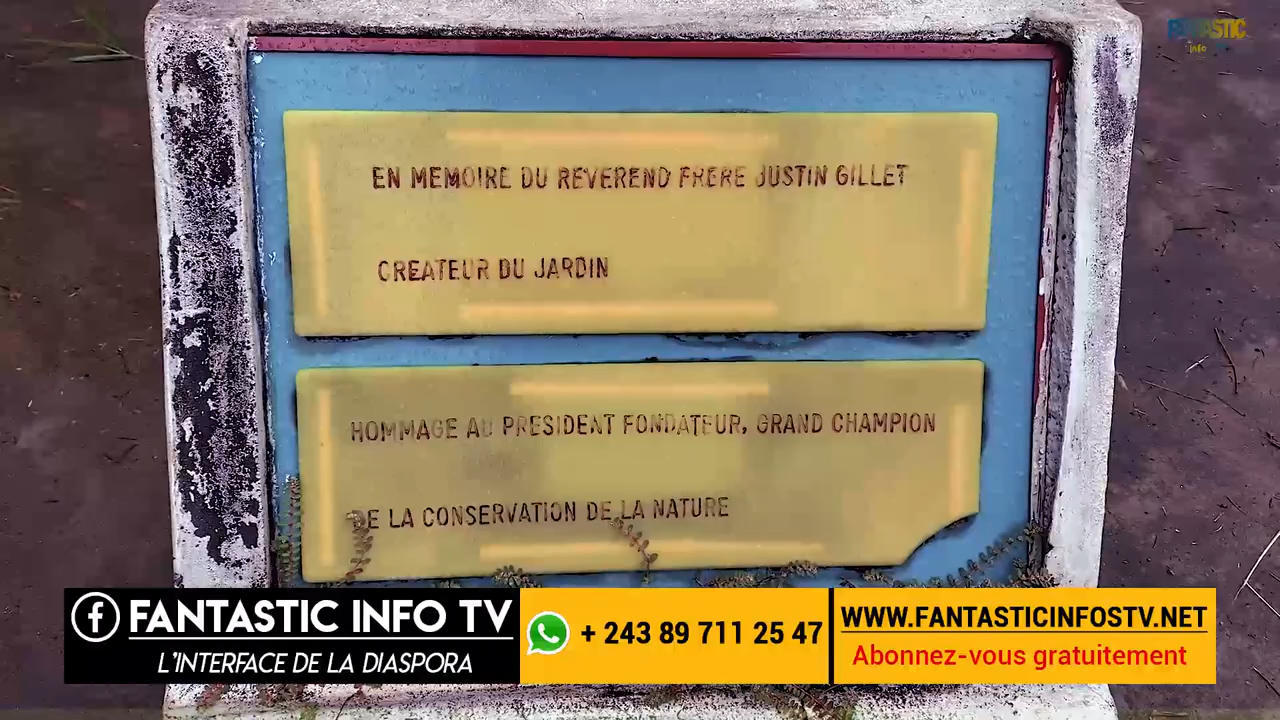 EN MEMOIRE DU REVEREND FRERE JUSTIN GILLET
CREATEUR DU JARDIN
HOMMAGE AU PRESIDENT FONDATEUR, GRAND CHAMPION
DE LA CONSERVATION DE LA NATURE
FANTASTIC INFO TV
L'INTERFACE DE LA DIASPORA
+ 243 89 711 25 47
WWW.FANTASTICINFOSTV.NET
Abonnez-vous gratuitement